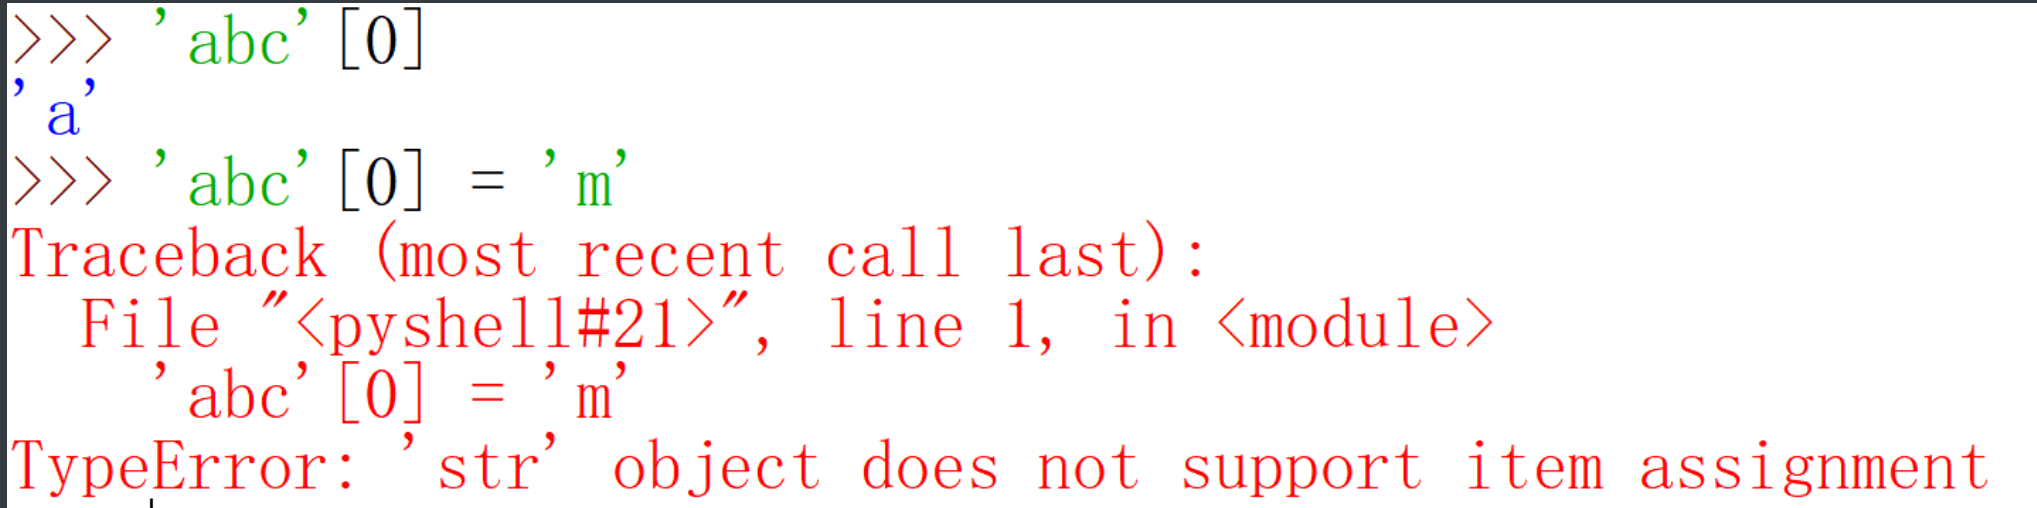 >>> 'abc'[0]
'a'
>>> 'abc'[0] = 'm'
Traceback (most recent call last):
  File "<pyshell#21>", line 1, in <module>
    'abc'[0] = 'm'
TypeError: 'str' object does not support item assignment